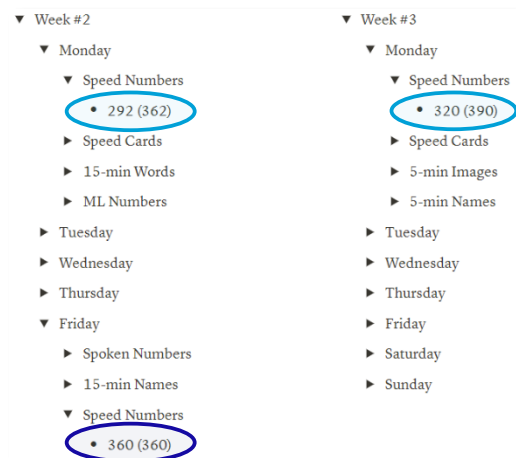 Week #2
Monday
Speed Numbers
292 (362)
Speed Cards
15-min Words
ML Numbers
Tuesday
Wednesday
Thursday
Friday
Spoken Numbers
15-min Names
Speed Numbers
360 (360)
Week #3
Monday
Speed Numbers
320 (390)
Speed Cards
5-min Images
5-min Names
Tuesday
Wednesday
Thursday
Friday
Saturday
Sunday